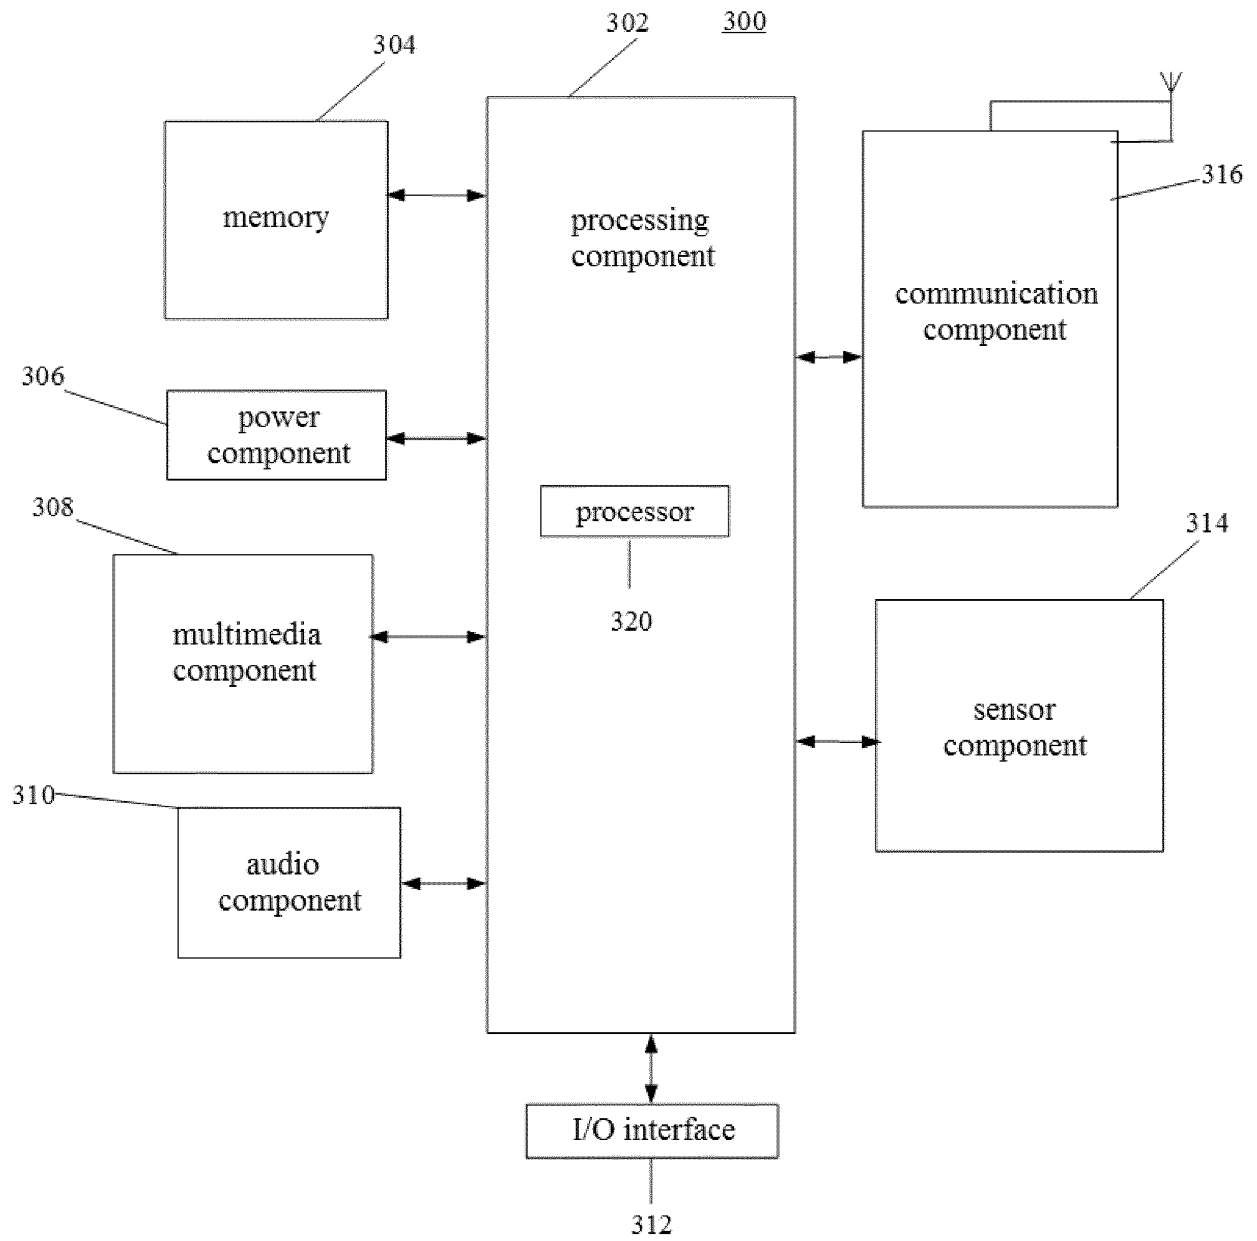 302
300
304
memory
processing
component
316
communication
component
306
power
component
308
processor
320
314
multimedia
component
sensor
component
310
audio
component
I/O interface
312